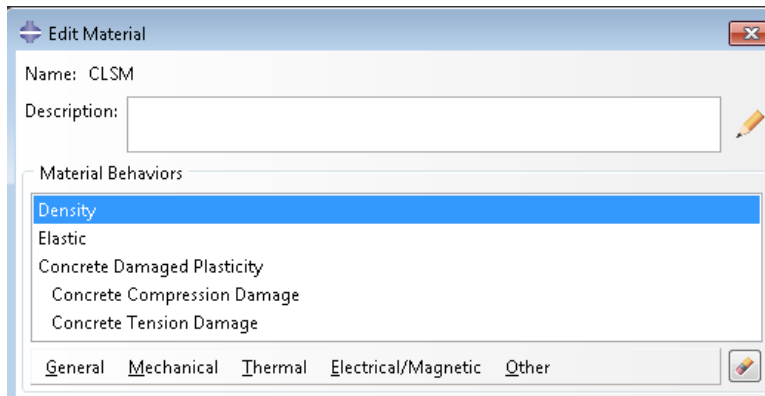 Edit Material
Name: CLSM
Description:
Material Behaviors
Density
Elastic
Concrete Damaged Plasticity
Concrete Compression Damage
Concrete Tension Damage
General Mechanical Thermal Electrical/Magnetic Other